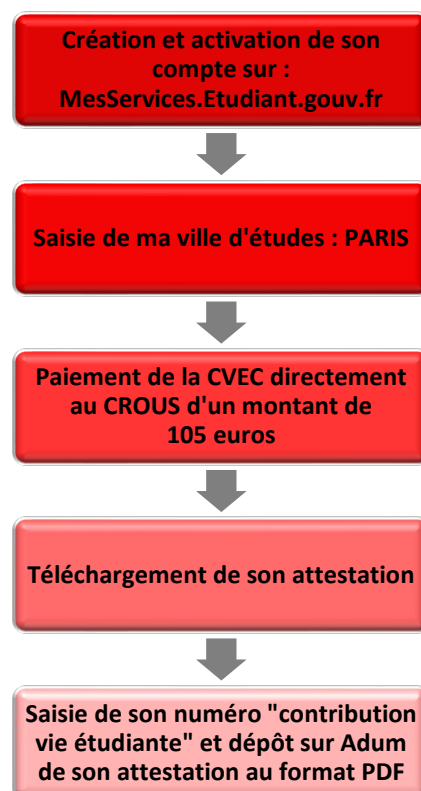 Création et activation de son
compte sur :
MesServices.Etudiant.gouv.fr
Saisie de ma ville d'études : PARIS
Paiement de la CVEC directement
au CROUS d'un montant de
105 euros
Téléchargement de son attestation
Saisie de son numéro "contribution
vie étudiante" et dépôt sur Adum
de son attestation au format PDF